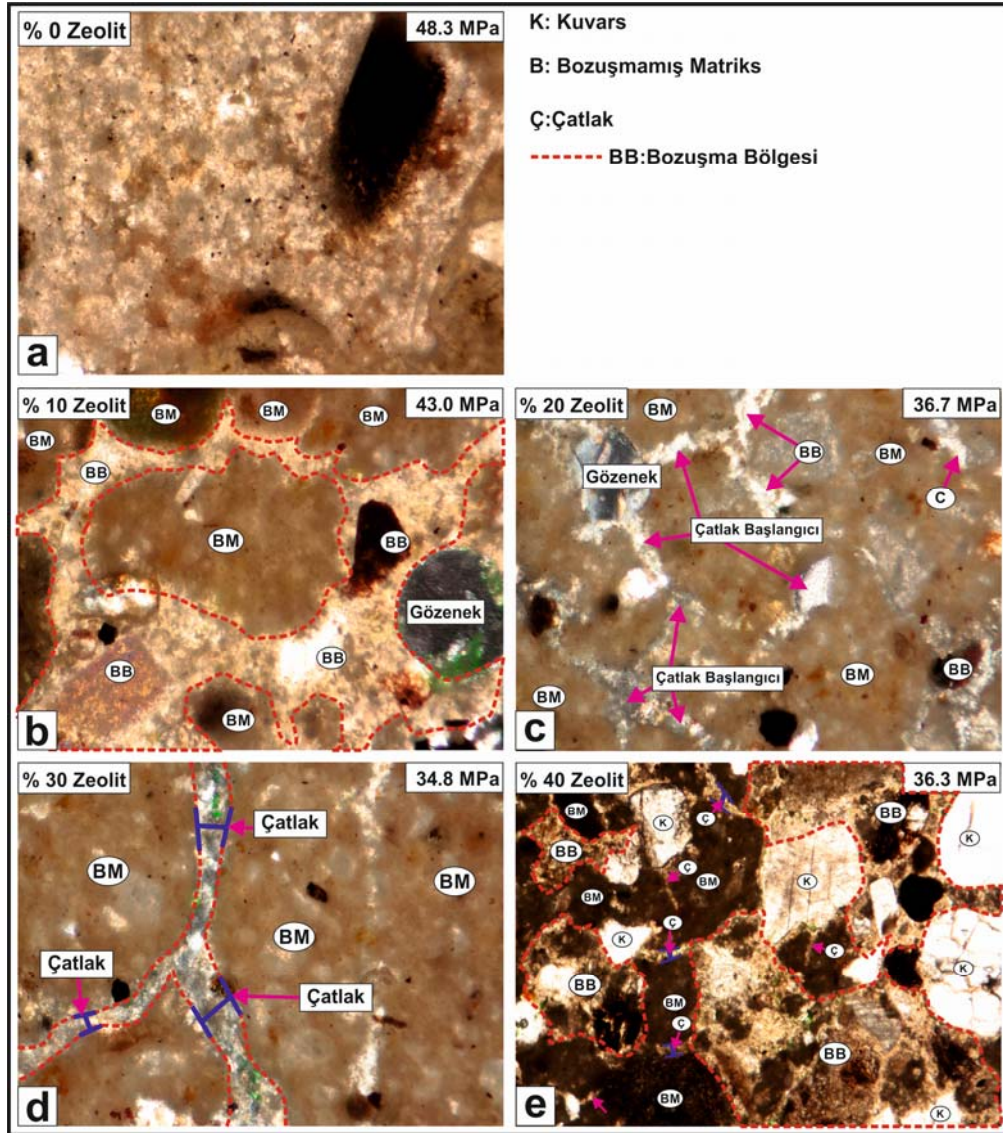 % 0 Zeolit
48.3 MPa
a
K: Kuvars
B: Bozuşmamış Matriks
Ç:Çatlak
BB:Bozuşma Bölgesi
% 10 Zeolit
43.0 MPa
BM
BM
BM
BM
BB
BM
BB
Gözenek
BB
BB
BM
b
% 20 Zeolit
36.7 MPa
BM
BB
BM
Gözenek
C
Çatlak Başlangıcı
Çatlak Başlangıcı
BM
BM
BB
c
% 30 Zeolit
34.8 MPa
Çatlak
BM
BM
BM
Çatlak
Çatlak
d
% 40 Zeolit
36.3 MPa
BM
K
Ç
BB
K
BB
Ç
BM
K
BM
K
Ç
Ç
K
BB
BM
Ç
BB
BM
K
e